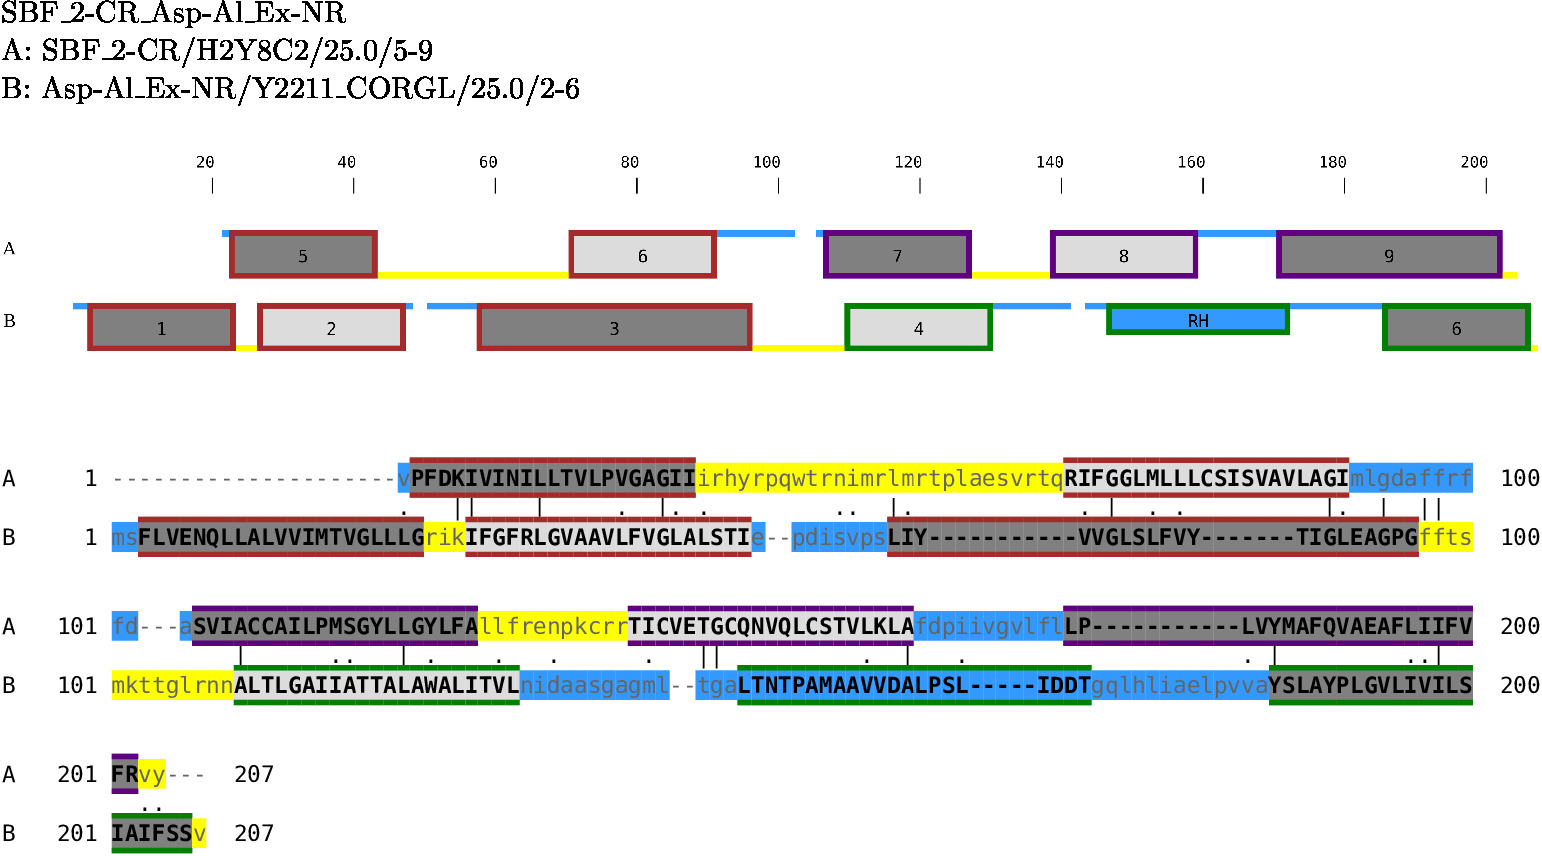 SBF_2-CR_Asp-Al_Ex-NR
A: SBF_2-CR/H2Y8C2/25.0/5-9
B: Asp-Al_Ex-NR/Y2211_CORGL/25.0/2-6
20 40 60 80 100 120 140 160 180 200
A 5 6 7 8 9
B 1 2 3 4 RH 6
A 1 ---------------------vPFDKIVINILLTVLPVGAGIIirhyrpqwtrnimrlmrtplaesvrtqRIFGGLMLLLCSISVAVLAGImlgdaffrf 100
B 1 msFLVENQLLALVVIMTVGLLLGrikIFGFRLGVAAVLFVGLALSTIe--pdisvpsLIY-----------VVGLSLFVY-------TIGLEAGPGffts 100
A 101 fd---aSVIACCAILPMSGYLLGYLFAllfrenpkcrrTICVETGCQNVQLCSTVLKLAfdpiivgvlflLP-----------LVYMAFQVAEAFLIIFV 200
B 101 mkttglrnnALTLGAIIATTALAWALITVLnidaasgagml--tgaLTNTPAMAAVVDALPSL-----IDDTgqlhliaelpvvaYSLAYPLGVLIVILS 200
A 201 FRvy--- 207
B 201 IAIFSSv 207